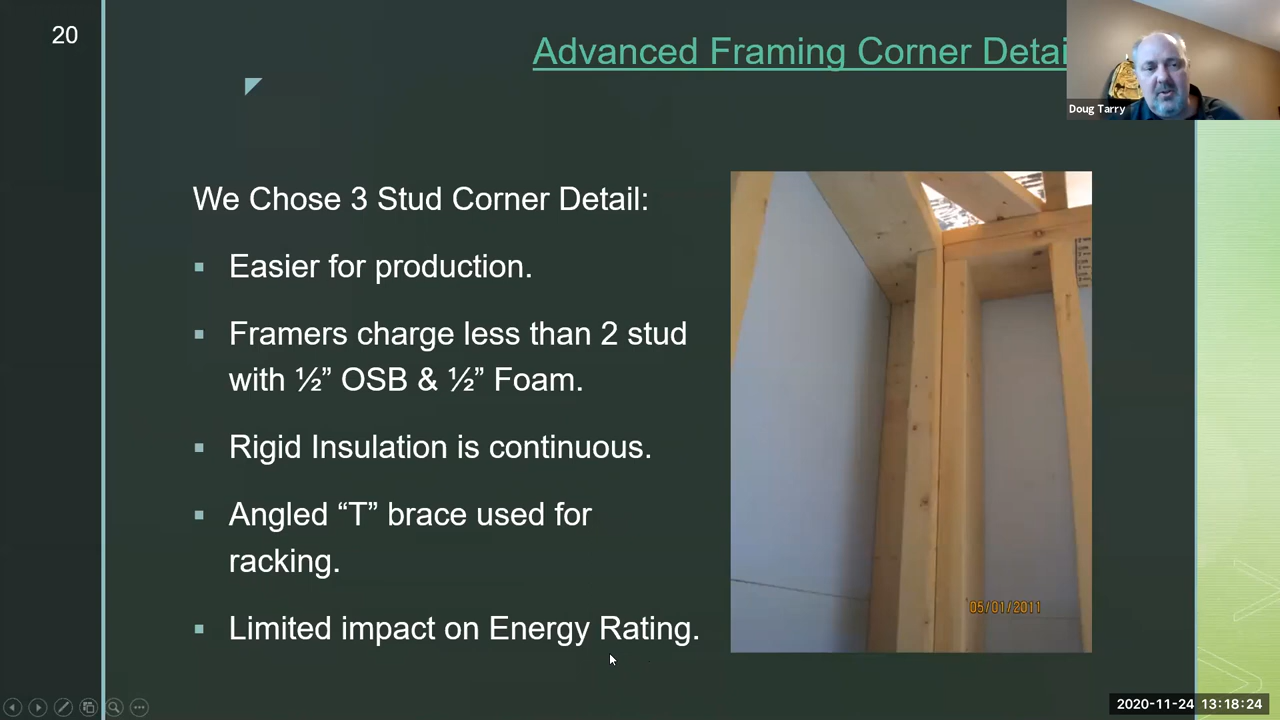 20
Advanced Framing Corner Detai
Doug Tarry
We Chose 3 Stud Corner Detail:
Easier for production.
Framers charge less than 2 stud
with ½” OSB & ½” Foam.
Rigid Insulation is continuous.
Angled “T” brace used for
racking.
Limited impact on Energy Rating.
05/01/2011
2020-11-24 13:18:24